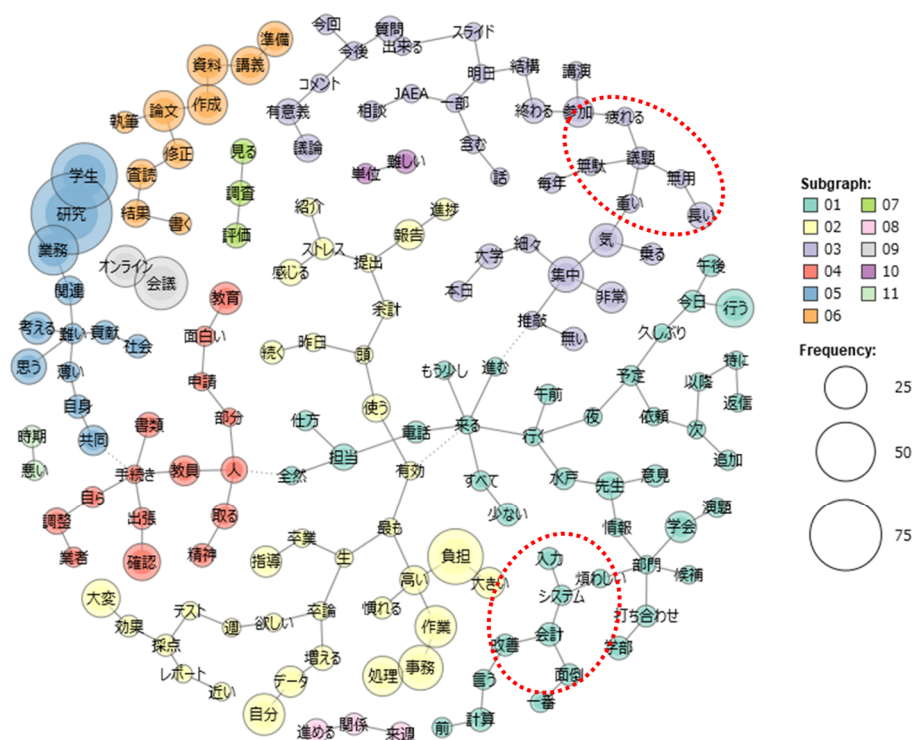 準備
資料
講義
論文
作成
執筆
修正
査読
結果
書く
今回
質問
今後
出来る
スライド
コメント
明日
結構
講演
相談
JAEA
一部
終わる
参加
疲れる
有意義
議論
含む
話
見る
調査
評価
単位
難しい
毎年
無駄
議題
無用
重い
長い
学生
研究
業務
オンライン
会議
関連
考える
難い
貢献
社会
思う
薄い
自身
共同
時期
悪い
紹介
進捗
ストレス
報告
感じる
提出
余計
続く
昨日
頭
使う
大学
細々
気
乗る
集中
本日
非常
推敲
無い
教育
面白い
申請
部分
人
書類
手続き
教員
自ら
調整
業者
出張
確認
取る
精神
仕方
担当
全然
電話
もう少し
進む
来る
午前
行く
夜
すべて
少ない
午後
今日
行う
久しぶり
予定
以降
特に
返信
依頼
次
追加
水戸
先生
意見
情報
学会
演題
部門
候補
煩わしい
打ち合わせ
学部
入力
システム
会計
改善
面倒
一番
言う
計算
前
有効
最も
卒業
指導
生
高い
負担
大きい
慣れる
作業
処理
事務
卒論
欲しい
週
テスト
大変
効果
採点
レポート
近い
増える
データ
自分
進める
関係
来週
Subgraph:
01 07
02 08
03 09
04 10
05 11
06
Frequency:
25
50
75